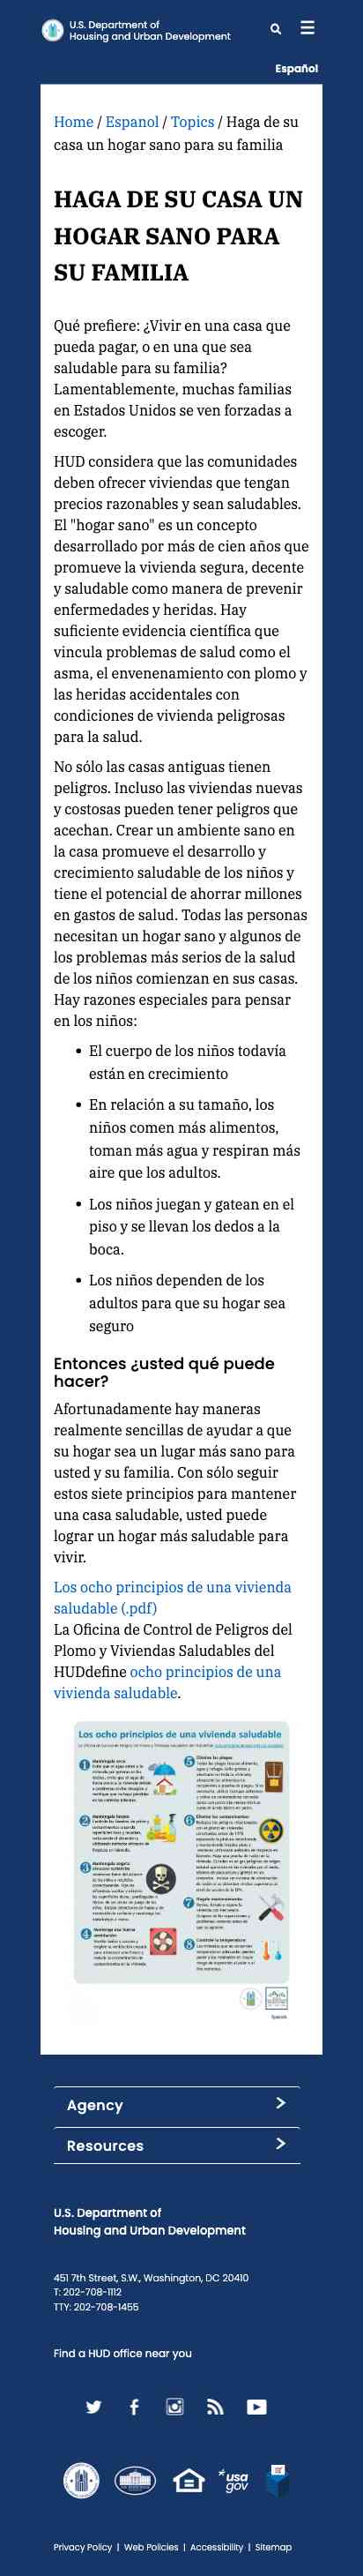 U.S. Department of
Housing and Urban Development
Español
Home / Espanol / Topics / Haga de su
casa un hogar sano para su familia
HAGA DE SU CASA UN
HOGAR SANO PARA
SU FAMILIA
Qué prefiere: ¿Vivir en una casa que
pueda pagar, o en una que sea
saludable para su familia?
Lamentablemente, muchas familias
en Estados Unidos se ven forzadas a
escoger.
HUD considera que las comunidades
deben ofrecer viviendas que tengan
precios razonables y sean saludables.
El "hogar sano" es un concepto
desarrollado por más de cien años que
promueve la vivienda segura, decente
y saludable como manera de prevenir
enfermedades y heridas. Hay
suficiente evidencia científica que
vincula problemas de salud como el
asma, el envenenamiento con plomo y
las heridas accidentales con
condiciones de vivienda peligrosas
para la salud.
No sólo las casas antiguas tienen
peligros. Incluso las viviendas nuevas
y costosas pueden tener peligros que
acechan. Crear un ambiente sano en
la casa promueve el desarrollo y
crecimiento saludable de los niños y
tiene el potencial de ahorrar millones
en gastos de salud. Todas las personas
necesitan un hogar sano y algunos de
los problemas más serios de la salud
de los niños comienzan en sus casas.
Hay razones especiales para pensar
en los niños:
• El cuerpo de los niños todavía
están en crecimiento
• En relación a su tamaño, los
niños comen más alimentos,
toman más agua y respiran más
aire que los adultos.
• Los niños juegan y gatean en el
piso y se llevan los dedos a la
boca.
• Los niños dependen de los
adultos para que su hogar sea
seguro
Entonces ¿usted qué puede
hacer?
Afortunadamente hay maneras
realmente sencillas de ayudar a que
su hogar sea un lugar más sano para
usted y su familia. Con sólo seguir
estos siete principios para mantener
una casa saludable, usted puede
lograr un hogar más saludable para
vivir.
Los ocho principios de una vivienda
saludable (.pdf)
La Oficina de Control de Peligros del
Plomo y Viviendas Saludables del
HUDdefine ocho principios de una
vivienda saludable.
Los ocho principios de una vivienda saludable
1
2
3
4
5
6
7
8
Agency
Resources
U.S. Department of
Housing and Urban Development
451 7th Street, S.W., Washington, DC 20410
T: 202-708-1112
TTY: 202-708-1455
Find a HUD office near you
usa
gov
Privacy Policy | Web Policies | Accessibility | Sitemap